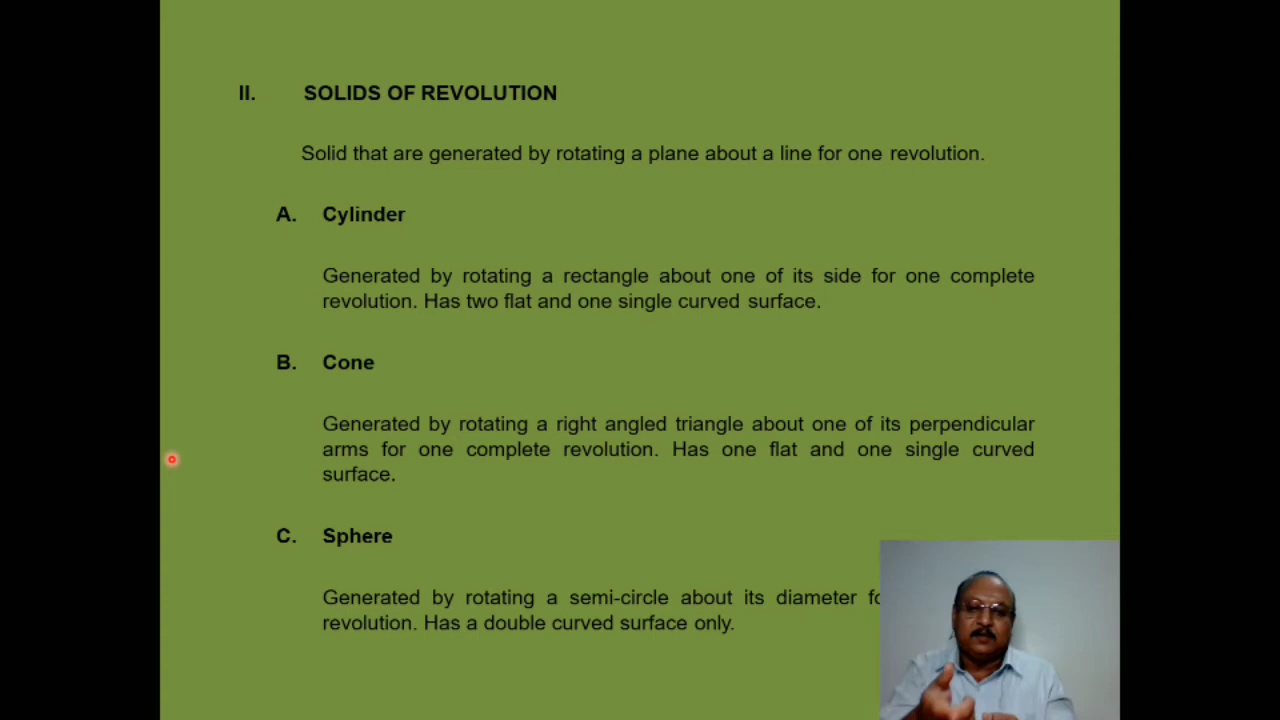 II. SOLIDS OF REVOLUTION
Solid that are generated by rotating a plane about a line for one revolution.
A. Cylinder
Generated by rotating a rectangle about one of its side for one complete
revolution. Has two flat and one single curved surface.
B. Cone
Generated by rotating a right angled triangle about one of its perpendicular
arms for one complete revolution. Has one flat and one single curved
surface.
C. Sphere
Generated by rotating a semi-circle about its diameter
revolution. Has a double curved surface only.